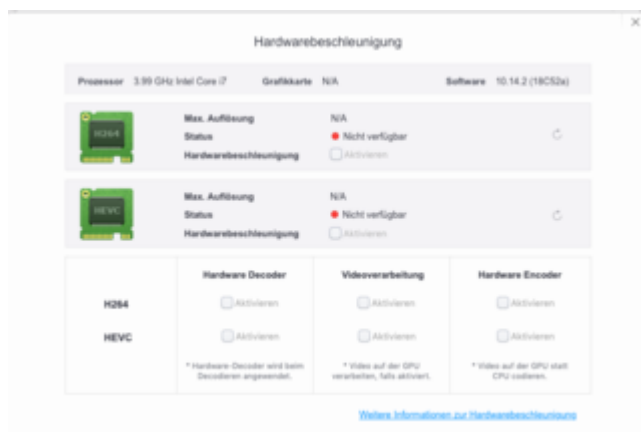 Hardwarebeschleunigung
Prozessor 3.99 GHz Intel Core i7 Grafikkarte N/A Software 10.14.2 (18C52a)
H264
Max. Auflösung N/A
Status Nicht verfügbar
Hardwarebeschleunigung Aktivieren
HEVC
Max. Auflösung N/A
Status Nicht verfügbar
Hardwarebeschleunigung Aktivieren
Hardware Decoder Videoverarbeitung Hardware Encoder
H264 Aktivieren Aktivieren Aktivieren
HEVC Aktivieren Aktivieren Aktivieren
* Hardware-Decoder wird beim * Video auf der GPU * Video auf der GPU statt
Decodieren angewendet. verarbeiten, falls aktiviert. CPU codieren.
Weitere Informationen zur Hardwarebeschleunigung